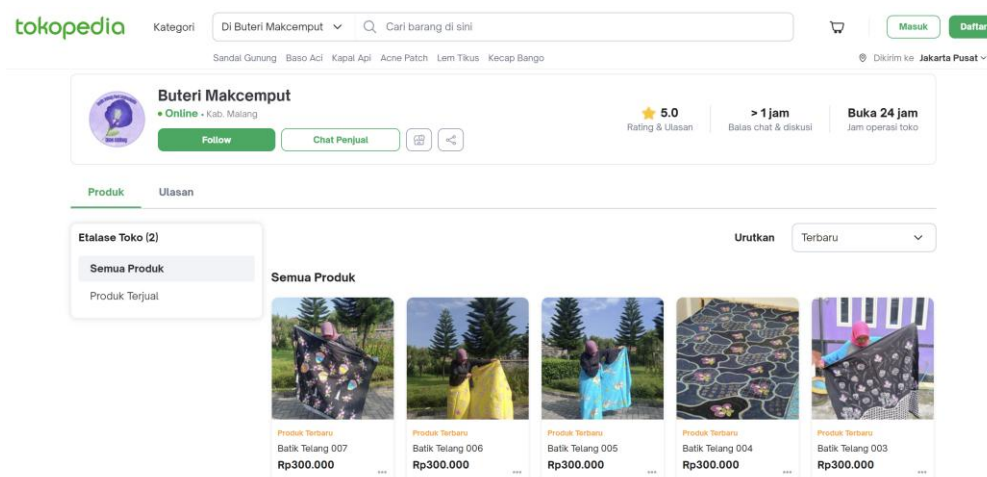 tokopedia Kategori Di Buteri Makcemput Cari barang di sini Masuk Daftar
Sandal Gunung Baso Aci Kapal Api Acne Patch Lem Tikus Kecap Bango Dikirim ke Jakarta Pusat
Buteri Makcemput
Online • Kab. Malang
5.0 > 1 jam Buka 24 jam
Rating & Ulasan Balas chat & diskusi Jam operasi toko
Follow Chat Penjual
Produk Ulasan
Etalase Toko (2) Urutkan Terbaru
Semua Produk
Produk Terjual
Semua Produk
Produk Terbaru Produk Terbaru Produk Terbaru Produk Terbaru Produk Terbaru
Batik Telang 007 Batik Telang 006 Batik Telang 005 Batik Telang 004 Batik Telang 003
Rp300.000 Rp300.000 Rp300.000 Rp300.000 Rp300.000